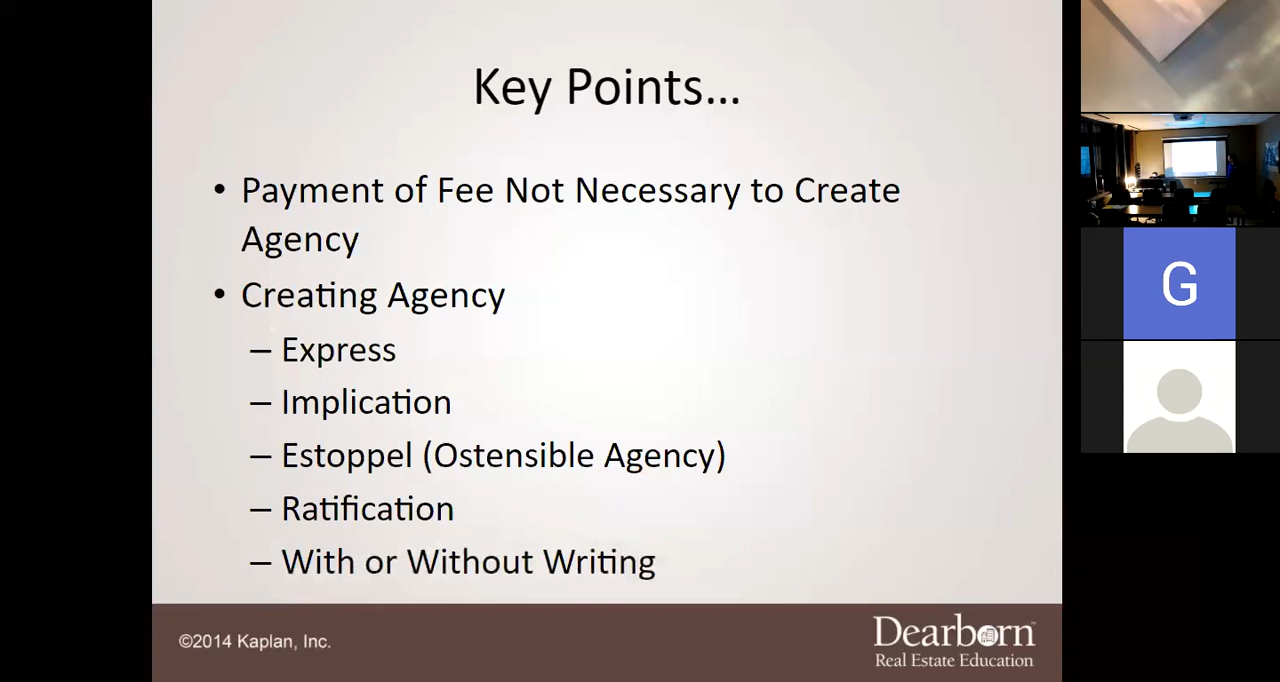 Key Points...
• Payment of Fee Not Necessary to Create
Agency
• Creating Agency
– Express
– Implication
– Estoppel (Ostensible Agency)
– Ratification
– With or Without Writing
©2014 Kaplan, Inc.
Dearborn™
Real Estate Education
G